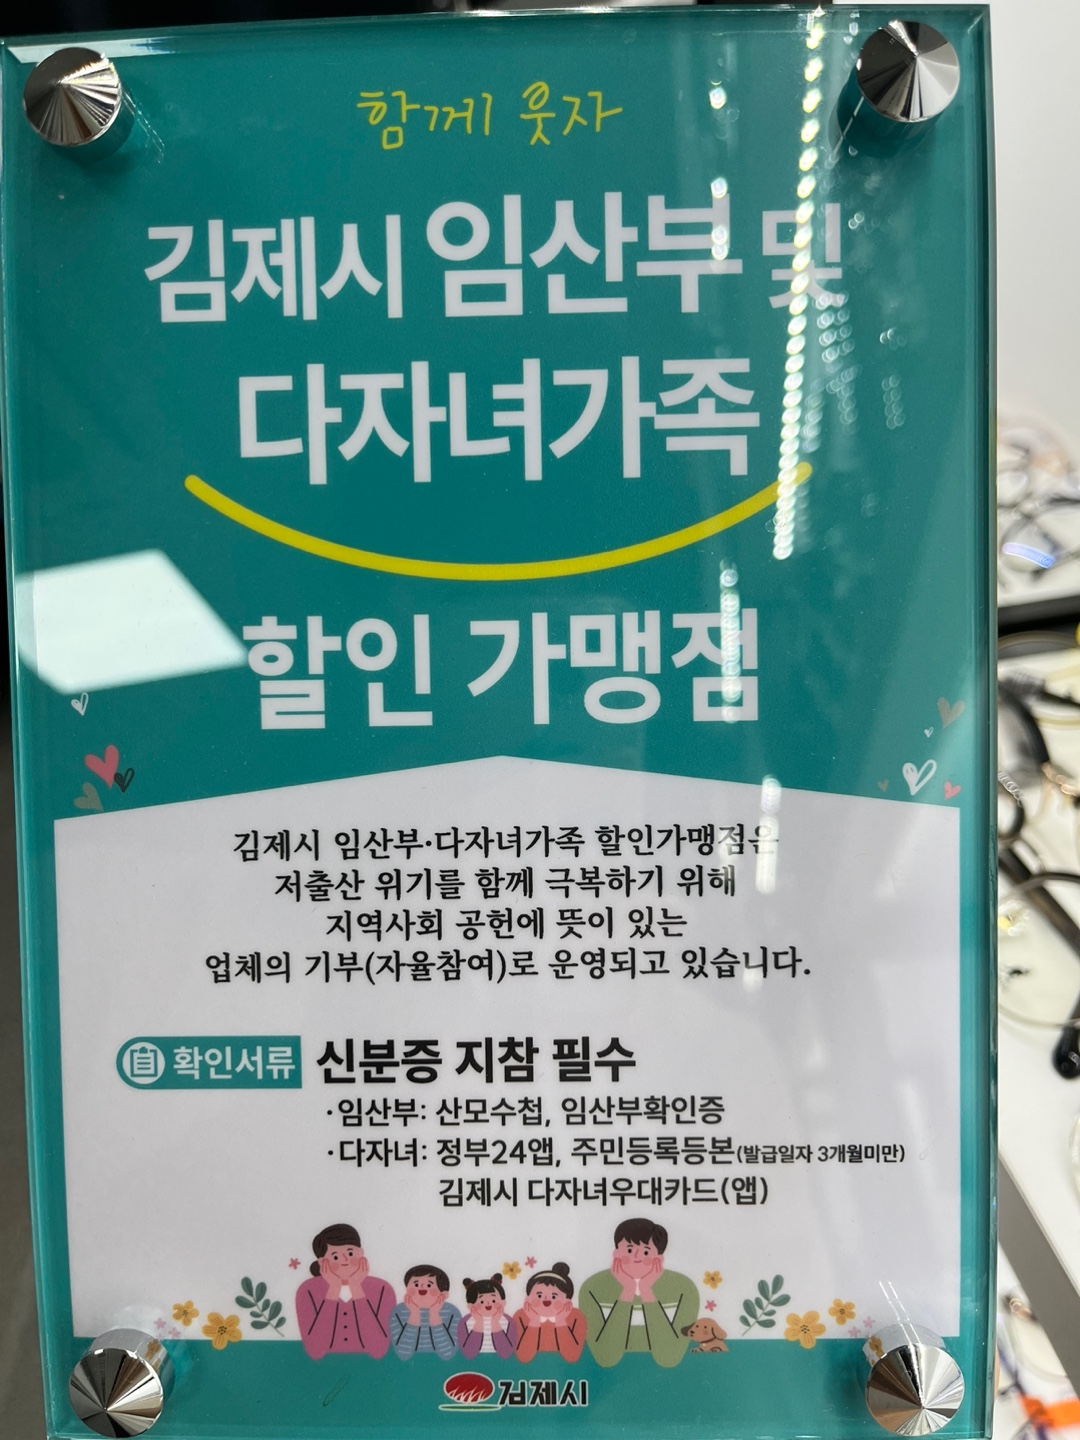 함께 웃자
김제시 임산부 및
다자녀가족
할인 가맹점
김제시 임산부·다자녀가족 할인가맹점은
저출산 위기를 함께 극복하기 위해
지역사회 공헌에 뜻이 있는
업체의 기부(자율참여)로 운영되고 있습니다.
확인서류 신분증 지참 필수
·임산부: 산모수첩, 임산부확인증
·다자녀: 정부24앱, 주민등록등본(발급일자 3개월미만)
김제시 다자녀우대카드(앱)
김제시